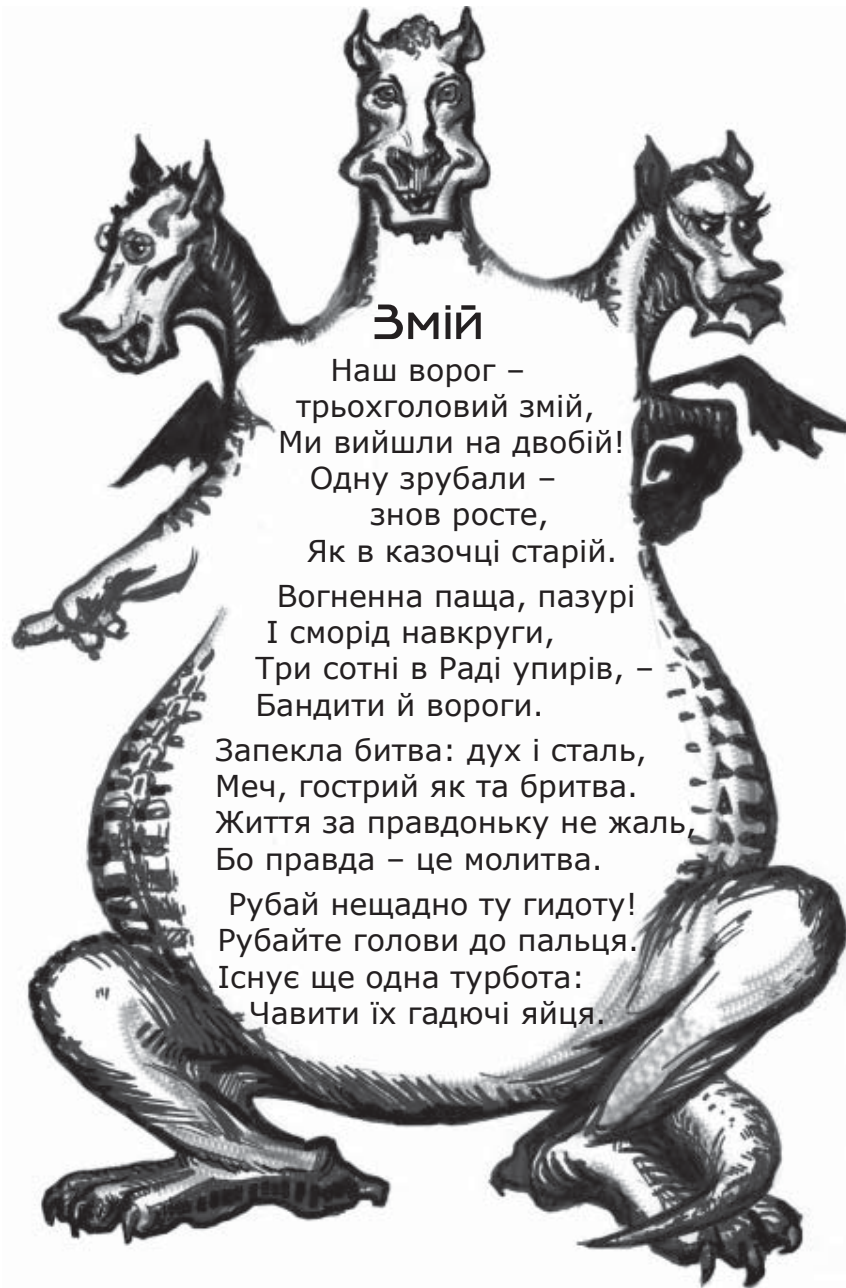 Змій
Наш ворог –
трьохголовий змій,
Ми вийшли на двобій!
Одну зрубали –
знов росте,
Як в казочці старій.
Вогненна паща, пазурі
І сморід навкруги,
Три сотні в Раді упирів, –
Бандити й вороги.
Запекла битва: дух і сталь,
Меч, гострий як та бритва.
Життя за правдоньку не жаль,
Бо правда – це молитва.
Рубай нещадно ту гидоту!
Рубайте голови до пальця.
Існує ще одна турбота:
Чавити їх гадючі яйця.